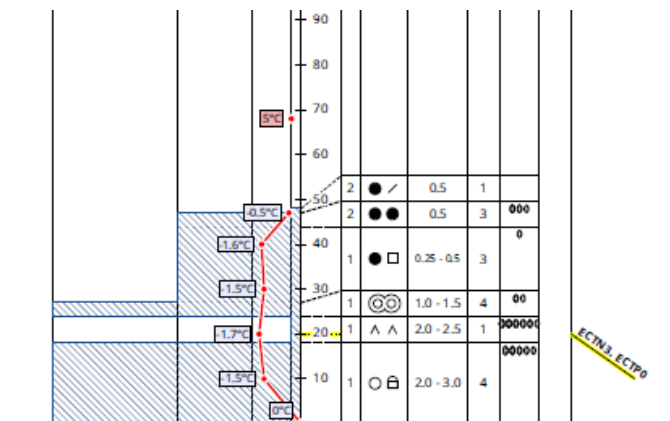 90
80
70
5°C
60
50
2 0.5 1
-0.5°C
2 0.5 3
40
-1.6°C
1 0.25 - 0.5 3
30
-1.5°C
1 1.0 - 1.5 4
20
-1.7°C
1 2.0 - 2.5 1
ECTN3, ECTP0
10
-1.5°C
1 2.0 - 3.0 4
0°C